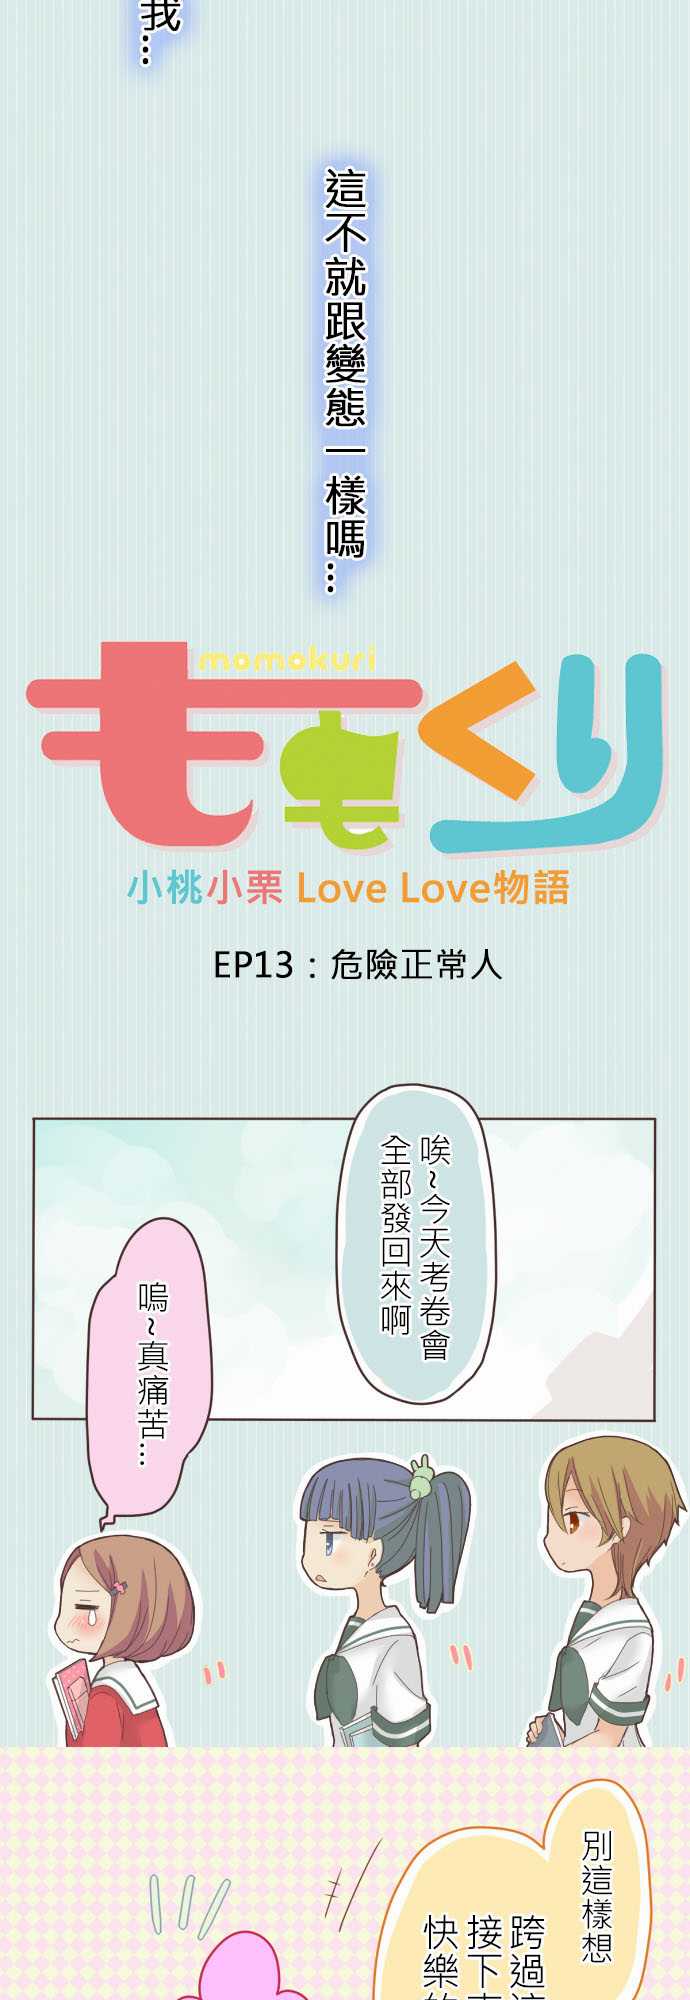 我…
這不就跟變態一樣嗎…
momokuri
ももくり
小桃小栗 Love Love物語
EP13：危險正常人
唉~今天考卷會
全部發回來啊
嗚~真痛苦…
別這樣想
跨過這
接下來
快樂的